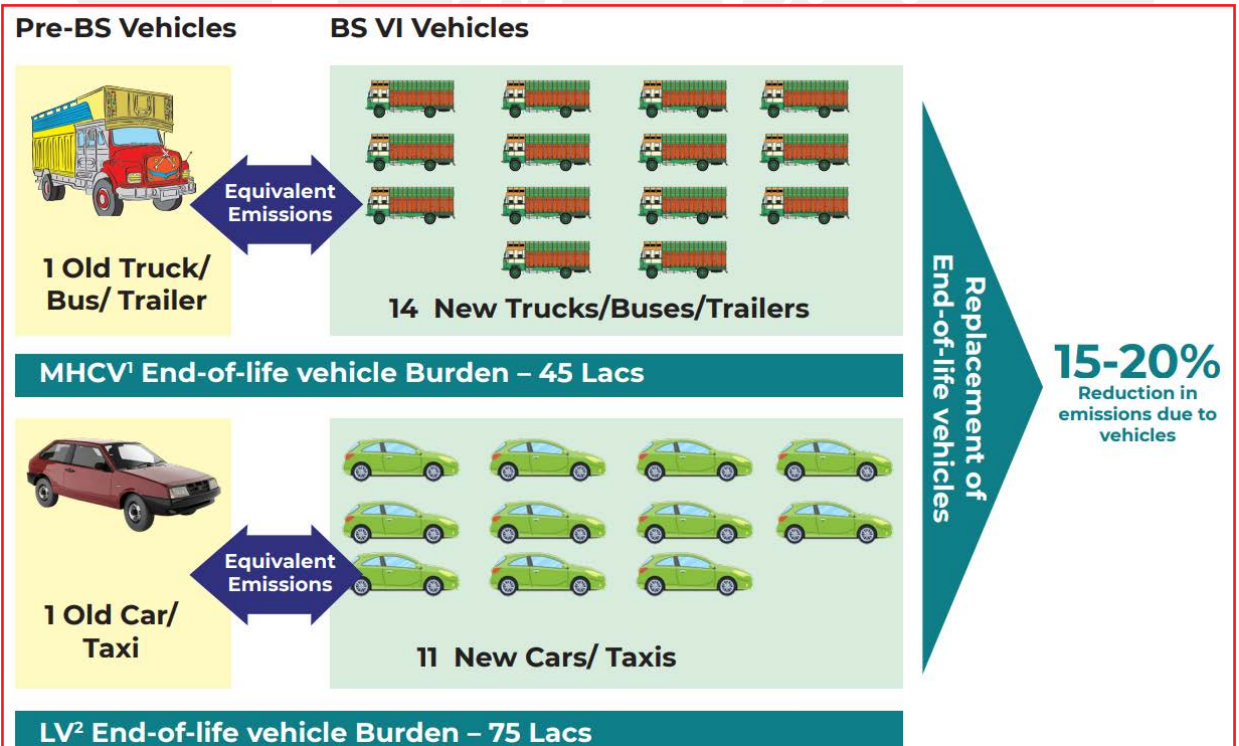 Pre-BS Vehicles
BS VI Vehicles
Equivalent
Emissions
1 Old Truck/
Bus/ Trailer
14 New Trucks/Buses/Trailers
MHCV¹ End-of-life vehicle Burden – 45 Lacs
Equivalent
Emissions
1 Old Car/
Taxi
11 New Cars/ Taxis
LV² End-of-life vehicle Burden – 75 Lacs
Replacement of
End-of-life vehicles
15-20%
Reduction in
emissions due to
vehicles